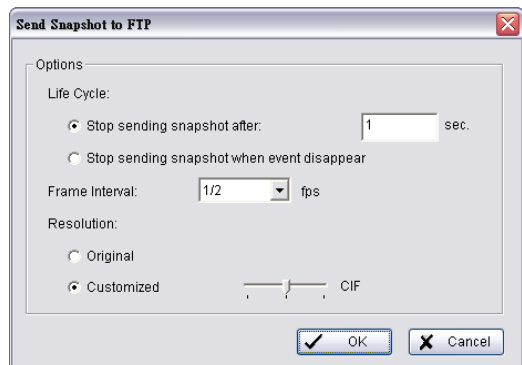 Send Snapshot to FTP
Options
Life Cycle:
Stop sending snapshot after: 1 sec.
Stop sending snapshot when event disappear
Frame Interval: 1/2 fps
Resolution:
Original
Customized CIF
OK Cancel